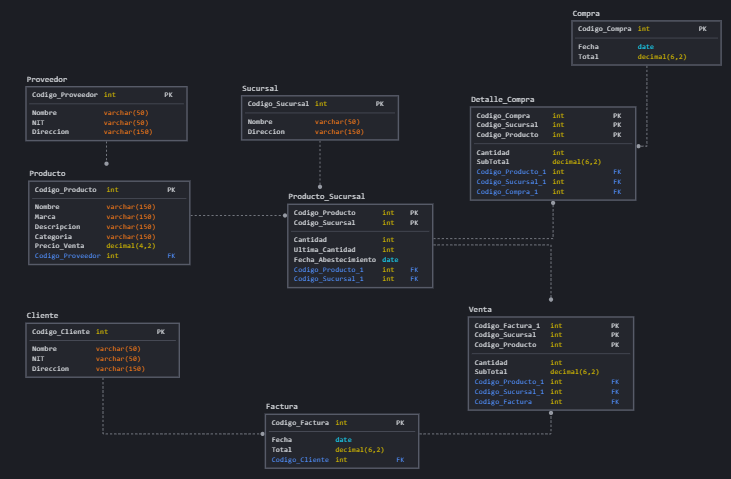 Compra
Codigo_Compra int PK
Fecha date
Total decimal(6,2)
Proveedor
Codigo_Proveedor int PK
Nombre varchar(50)
NIT varchar(50)
Direccion varchar(150)
Sucursal
Codigo_Sucursal int PK
Nombre varchar(50)
Direccion varchar(150)
Detalle_Compra
Codigo_Compra int PK
Codigo_Sucursal int PK
Codigo_Producto int PK
Cantidad int
SubTotal decimal(6,2)
Codigo_Producto_1 int FK
Codigo_Sucursal_1 int FK
Codigo_Compra_1 int FK
Producto
Codigo_Producto int PK
Nombre varchar(150)
Marca varchar(150)
Descripcion varchar(150)
Categoria varchar(150)
Precio_Venta decimal(4,2)
Codigo_Proveedor int FK
Producto_Sucursal
Codigo_Producto int PK
Codigo_Sucursal int PK
Cantidad int
Ultima_Cantidad int
Fecha_Abestecimiento date
Codigo_Producto_1 int FK
Codigo_Sucursal_1 int FK
Cliente
Codigo_Cliente int PK
Nombre varchar(50)
NIT varchar(50)
Direccion varchar(150)
Venta
Codigo_Factura_1 int PK
Codigo_Sucursal int PK
Codigo_Producto int PK
Cantidad int
SubTotal decimal(6,2)
Codigo_Producto_1 int FK
Codigo_Sucursal_1 int FK
Codigo_Factura int FK
Factura
Codigo_Factura int PK
Fecha date
Total decimal(6,2)
Codigo_Cliente int FK